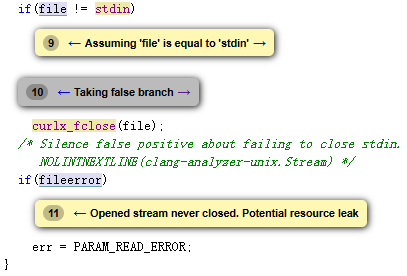 if(file != stdin)
9 ← Assuming 'file' is equal to 'stdin' →
10 ← Taking false branch →
curlx_fclose(file);
/* Silence false positive about failing to close stdin.
NOLINTNEXTLINE(clang-analyzer-unix.Stream) */
if(fileerror)
11 ← Opened stream never closed. Potential resource leak
err = PARAM_READ_ERROR;
}